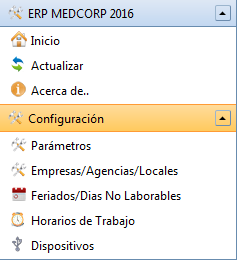 ERP MEDCORP 2016
Inicio
Actualizar
Acerca de..
Configuración
Parámetros
Empresas/Agencias/Locales
Feriados/Dias No Laborables
Horarios de Trabajo
Dispositivos